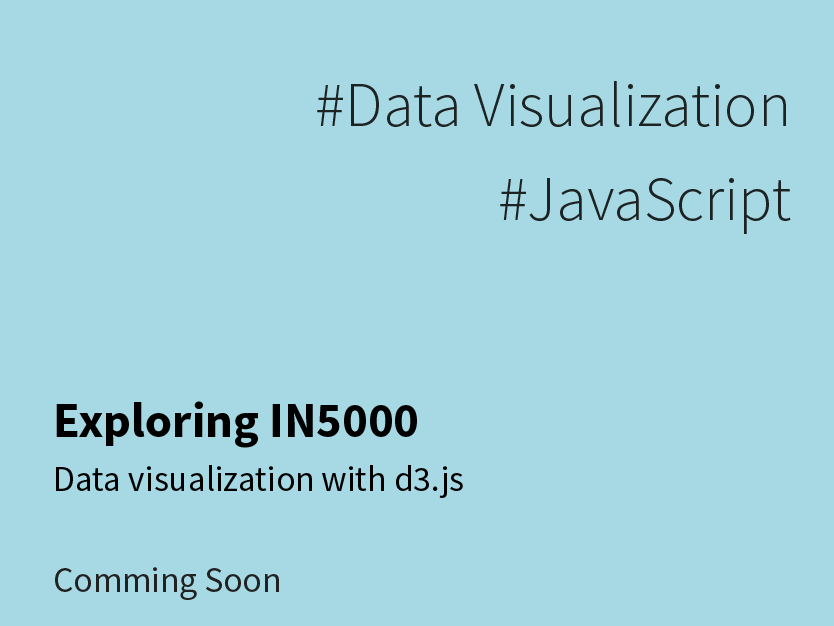 #Data Visualization
#JavaScript
Exploring IN5000
Data visualization with d3.js
Comming Soon